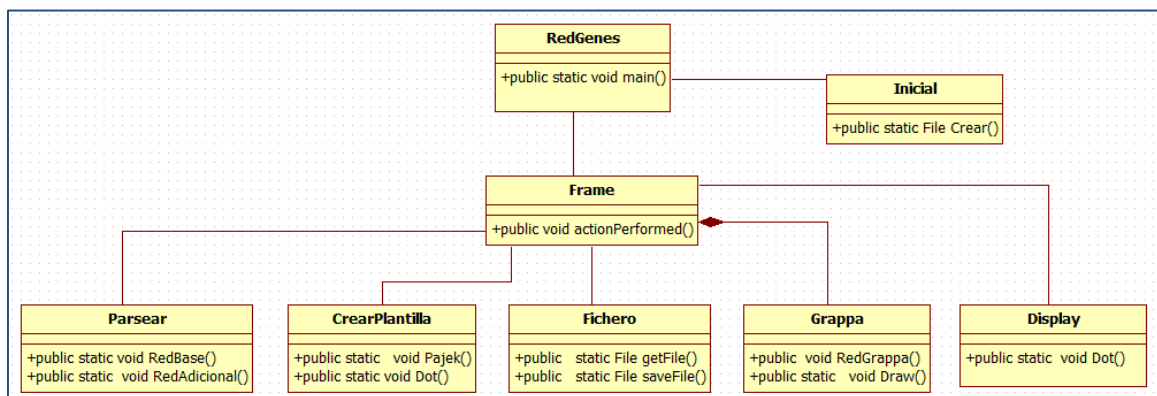 RedGenes
+public static void main()
Inicial
+public static File Crear()
Frame
+public void actionPerformed()
Parsear
+public static void RedBase()
+public static void RedAdicional()
CrearPlantilla
+public static void Pajek()
+public static void Dot()
Fichero
+public static File getFile()
+public static File saveFile()
Grappa
+public void RedGrappa()
+public static void Draw()
Display
+public static void Dot()